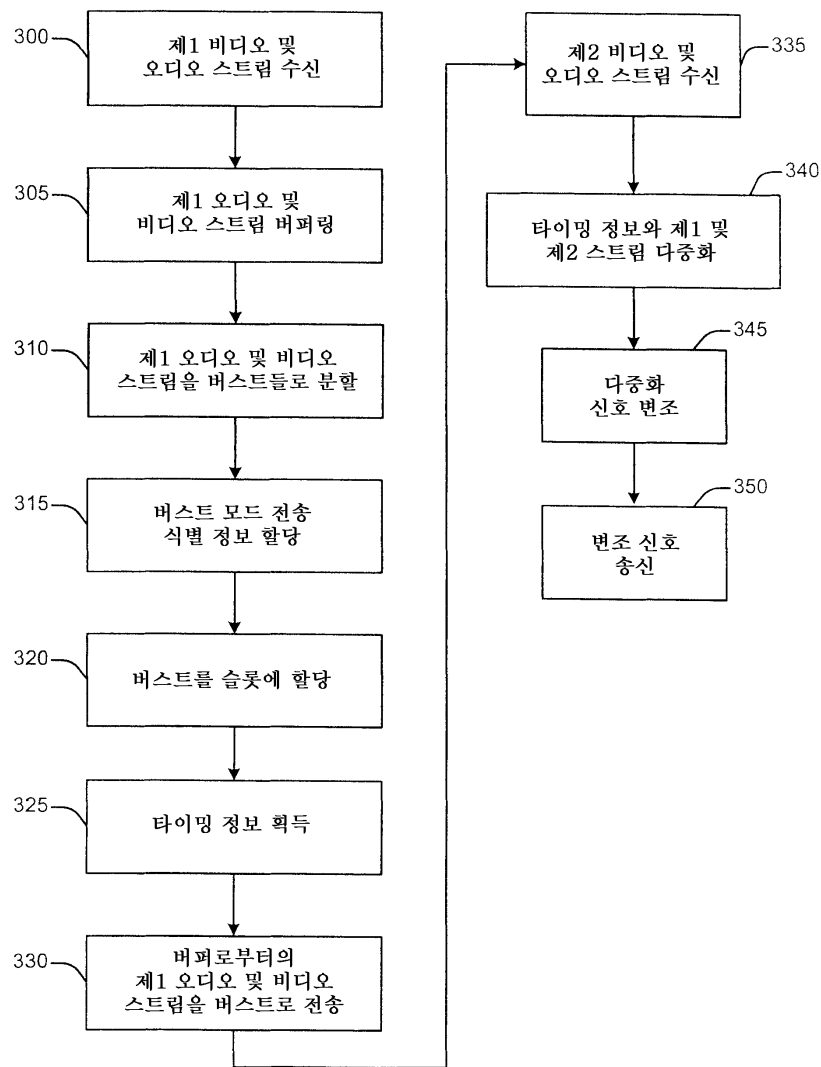 300
제1 비디오 및
오디오 스트림 수신
305
제1 오디오 및
비디오 스트림 버퍼링
310
제1 오디오 및 비디오
스트림을 버스트들로 분할
315
버스트 모드 전송
식별 정보 할당
320
버스트를 슬롯에 할당
325
타이밍 정보 획득
330
버퍼로부터의
제1 오디오 및 비디오
스트림을 버스트로 전송
335
제2 비디오 및
오디오 스트림 수신
340
타이밍 정보와 제1 및
제2 스트림 다중화
345
다중화
신호 변조
350
변조 신호
송신